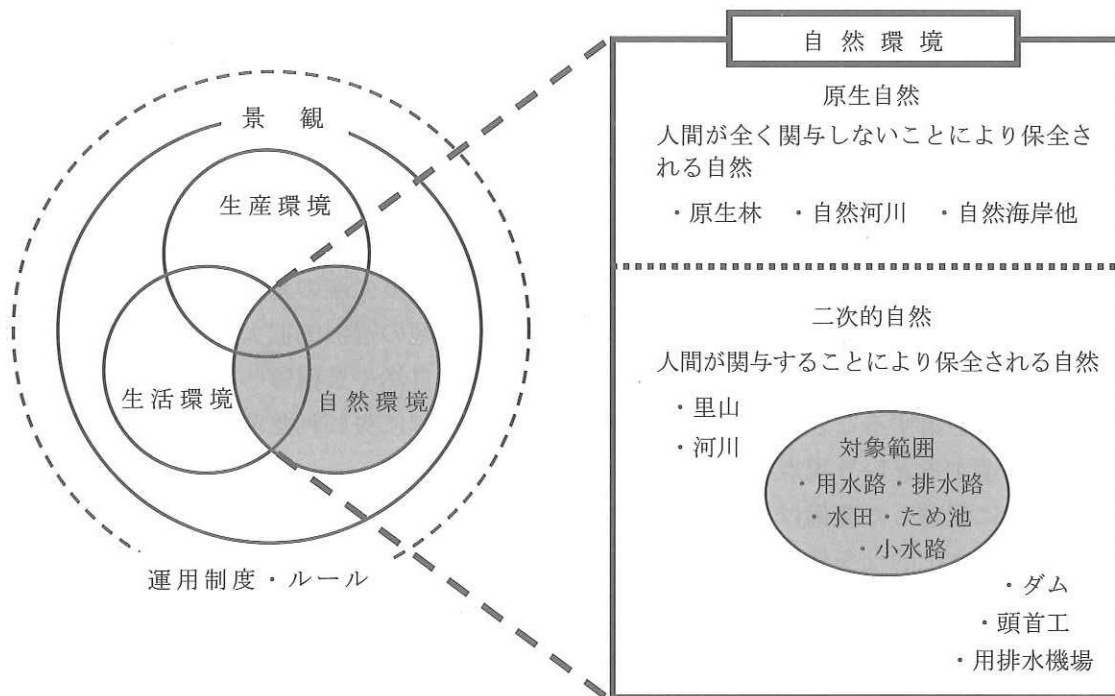 景観
生産環境
生活環境
自然環境
運用制度・ルール
自然環境
原生自然
人間が全く関与しないことにより保全さ
れる自然
・原生林 ・自然河川 ・自然海岸他
二次的自然
人間が関与することにより保全される自然
・里山
・河川
対象範囲
・用水路・排水路
・水田・ため池
・小水路
・ダム
・頭首工
・用排水機場